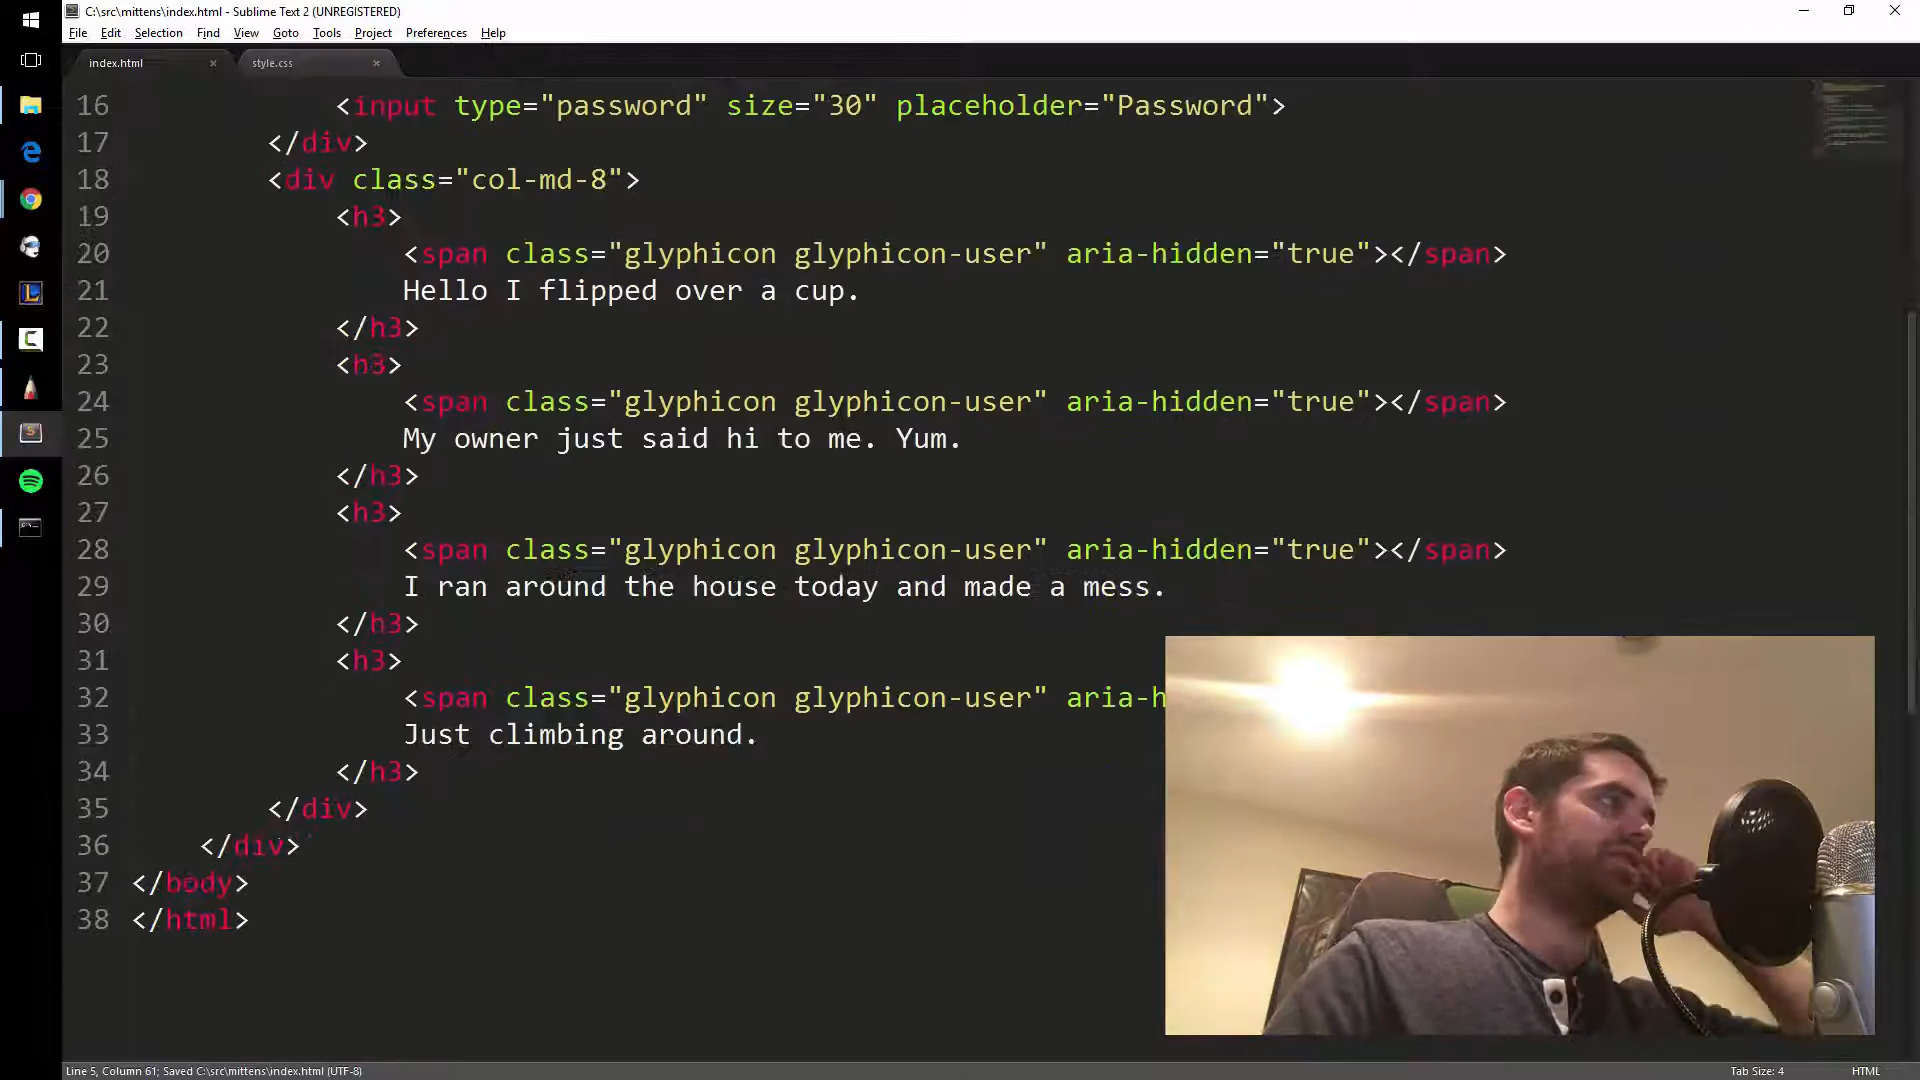 C:\src\mittens\index.html - Sublime Text 2 (UNREGISTERED)
File Edit Selection Find View Goto Tools Project Preferences Help
index.html × style.css ×
16 <input type="password" size="30" placeholder="Password">
17 </div>
18 <div class="col-md-8">
19 <h3>
20 <span class="glyphicon glyphicon-user" aria-hidden="true"></span>
21 Hello I flipped over a cup.
22 </h3>
23 <h3>
24 <span class="glyphicon glyphicon-user" aria-hidden="true"></span>
25 My owner just said hi to me. Yum.
26 </h3>
27 <h3>
28 <span class="glyphicon glyphicon-user" aria-hidden="true"></span>
29 I ran around the house today and made a mess.
30 </h3>
31 <h3>
32 <span class="glyphicon glyphicon-user" aria-h
33 Just climbing around.
34 </h3>
35 </div>
36 </div>
37 </body>
38 </html>
Line 5, Column 61; Saved C:\src\mittens\index.html (UTF-8) Tab Size: 4 HTML